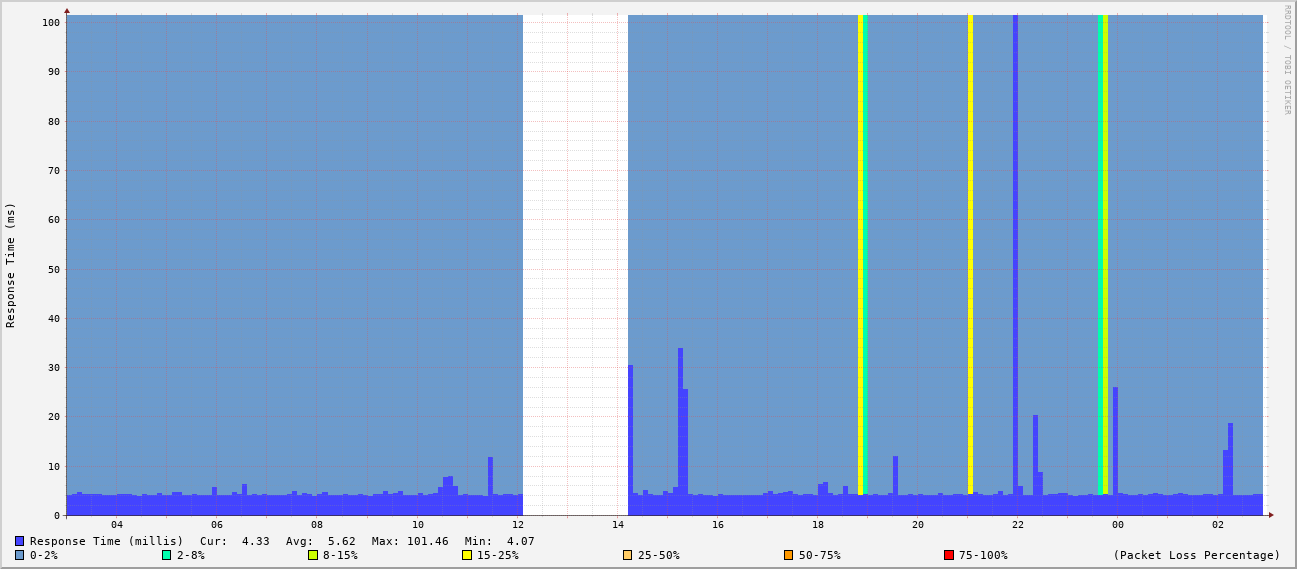 RRDTOOL / TOBI OETIKER
Response Time (ms)
100
90
80
70
60
50
40
30
20
10
0
04 06 08 10 12 14 16 18 20 22 00 02
Response Time (millis) Cur: 4.33 Avg: 5.62 Max: 101.46 Min: 4.07
0-2% 2-8% 8-15% 15-25% 25-50% 50-75% 75-100% (Packet Loss Percentage)